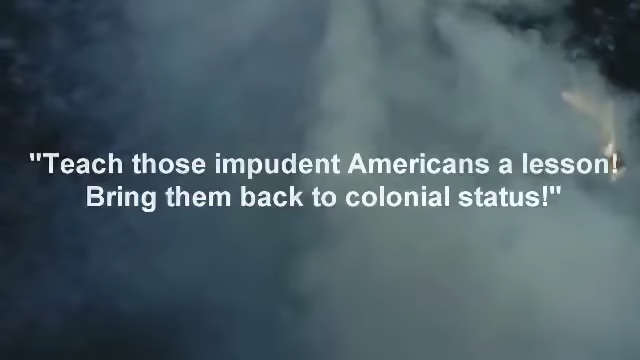 "Teach those impudent Americans a lesson!
Bring them back to colonial status!"